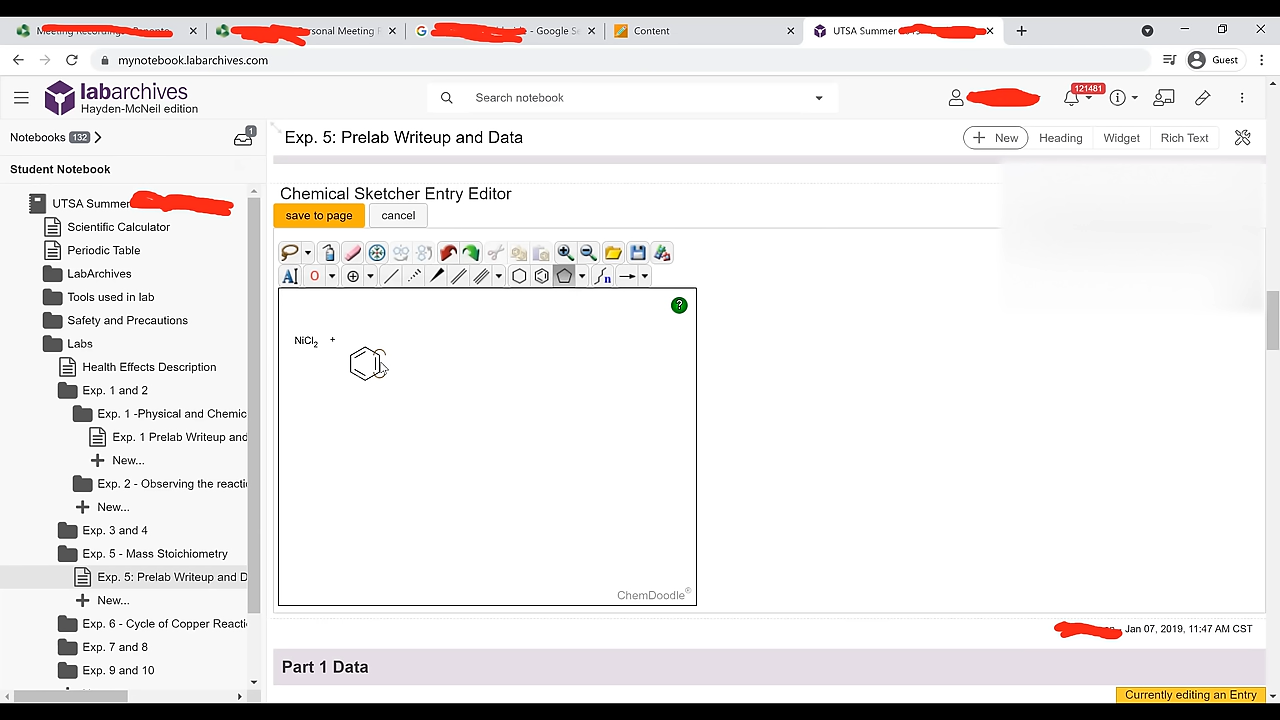 Meeting Recordings
ersonal Meeting R
- Google Se
Content
UTSA Summer
mynotebook.labarchives.com
Guest
labarchives
Hayden-McNeil edition
Search notebook
121481
Notebooks 132
1
Exp. 5: Prelab Writeup and Data
New
Heading
Widget
Rich Text
Student Notebook
UTSA Summer
Scientific Calculator
Periodic Table
LabArchives
Tools used in lab
Safety and Precautions
Labs
Health Effects Description
Exp. 1 and 2
Exp. 1 -Physical and Chemic
Exp. 1 Prelab Writeup and
New...
Exp. 2 - Observing the reacti
New...
Exp. 3 and 4
Exp. 5 - Mass Stoichiometry
Exp. 5: Prelab Writeup and D
New...
Exp. 6 - Cycle of Copper Reacti
Exp. 7 and 8
Exp. 9 and 10
Chemical Sketcher Entry Editor
save to page
cancel
A
O
n
?
NiCl₂ +
ChemDoodle®
Jan 07, 2019, 11:47 AM CST
Part 1 Data
Currently editing an Entry